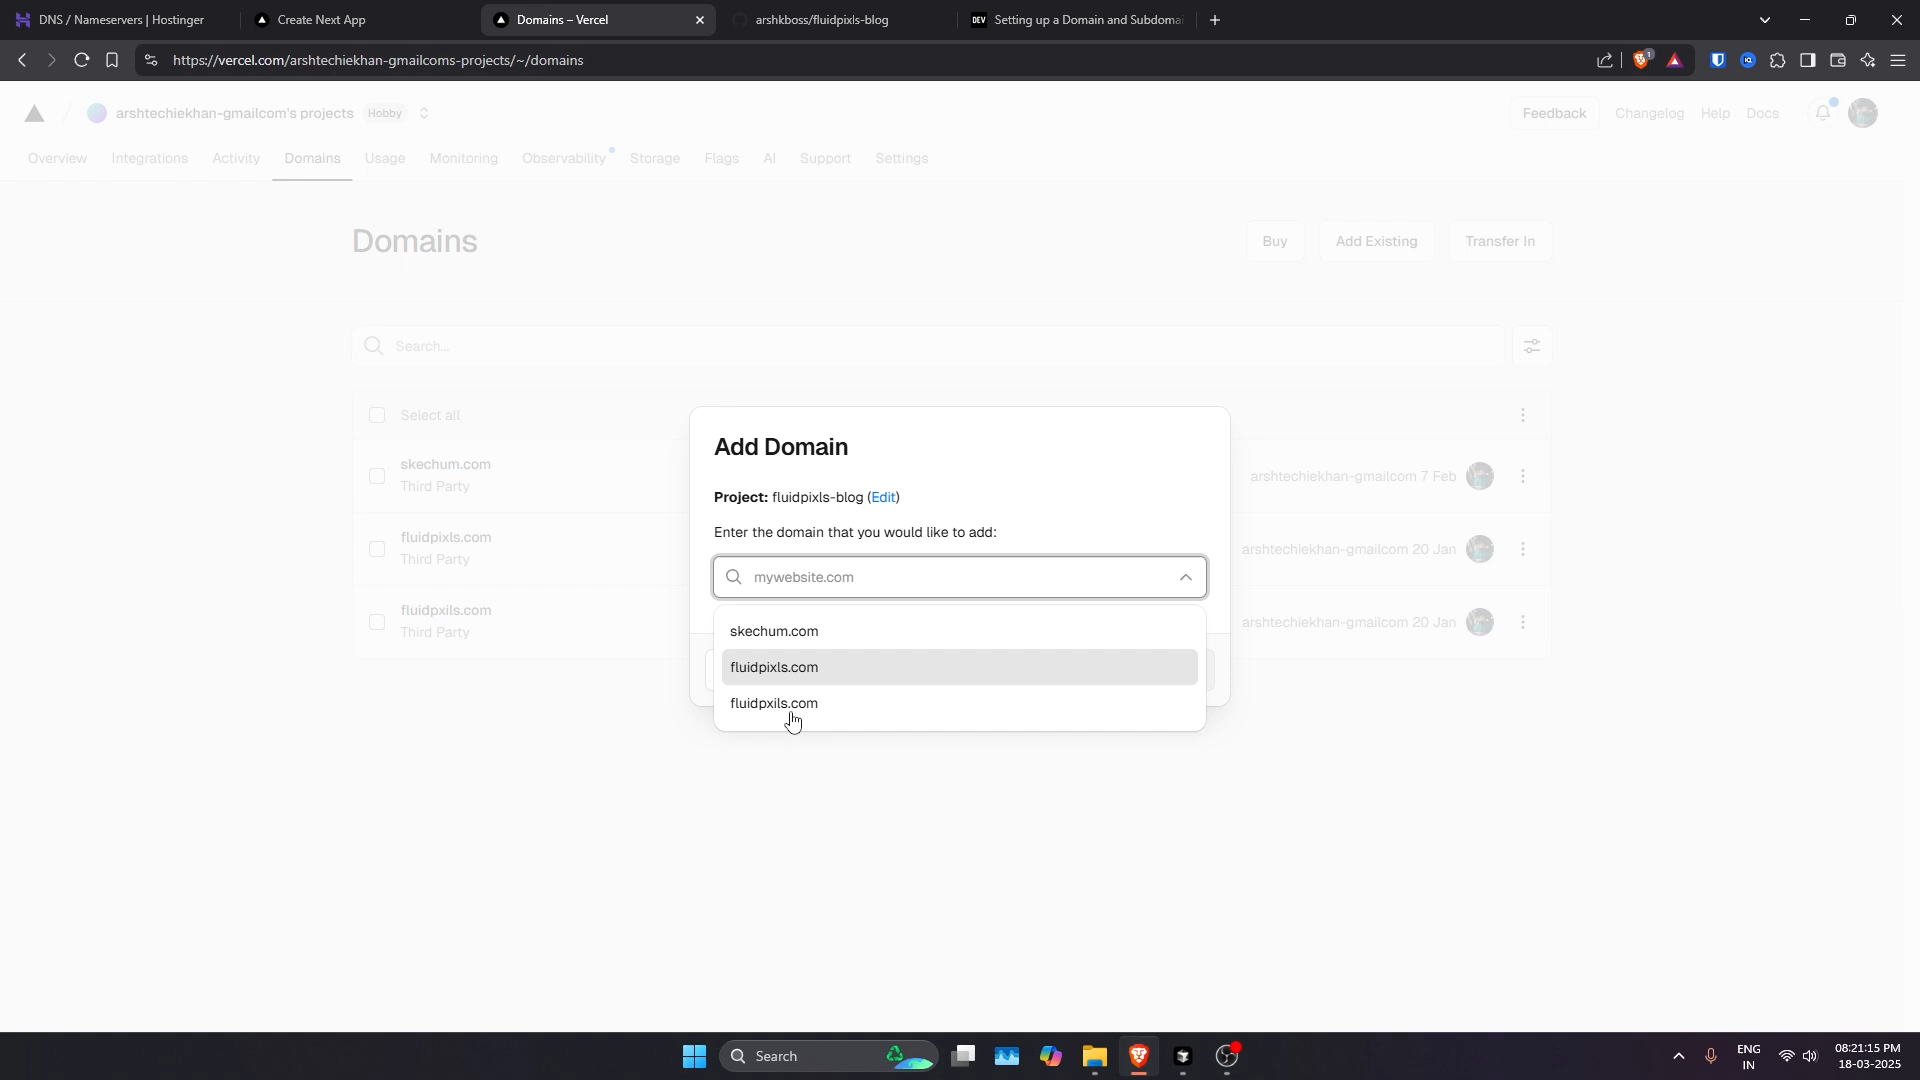 DNS / Nameservers | Hostinger
Create Next App
Domains – Vercel
arshkboss/fluidpixls-blog
DEV
Setting up a Domain and Subdomai
https://vercel.com/arshtechiekhan-gmailcoms-projects/~/domains
1
arshtechiekhan-gmailcom's projects
Hobby
Feedback
Changelog
Help
Docs
Overview
Integrations
Activity
Domains
Usage
Monitoring
Observability
Storage
Flags
AI
Support
Settings
Domains
Buy
Add Existing
Transfer In
Search...
Select all
skechum.com
Third Party
arshtechiekhan-gmailcom 7 Feb
fluidpixls.com
Third Party
arshtechiekhan-gmailcom 20 Jan
fluidpxils.com
Third Party
arshtechiekhan-gmailcom 20 Jan
Add Domain
Project: fluidpixls-blog (Edit)
Enter the domain that you would like to add:
mywebsite.com
skechum.com
fluidpixls.com
fluidpxils.com
Search
ENG
IN
08:21:15 PM
18-03-2025